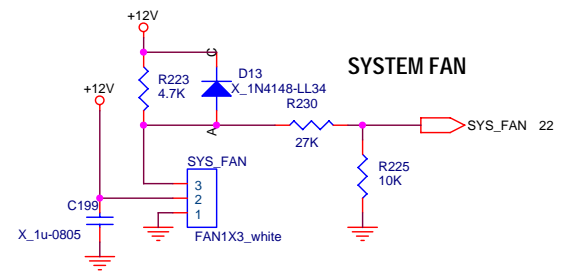 +12V
C
R223
4.7K
D13
X_1N4148-LL34
SYSTEM FAN
+12V
R230
A
27K
SYS_FAN 22
R225
10K
SYS_FAN
3
2
1
C199
X_1u-0805
FAN1X3_white